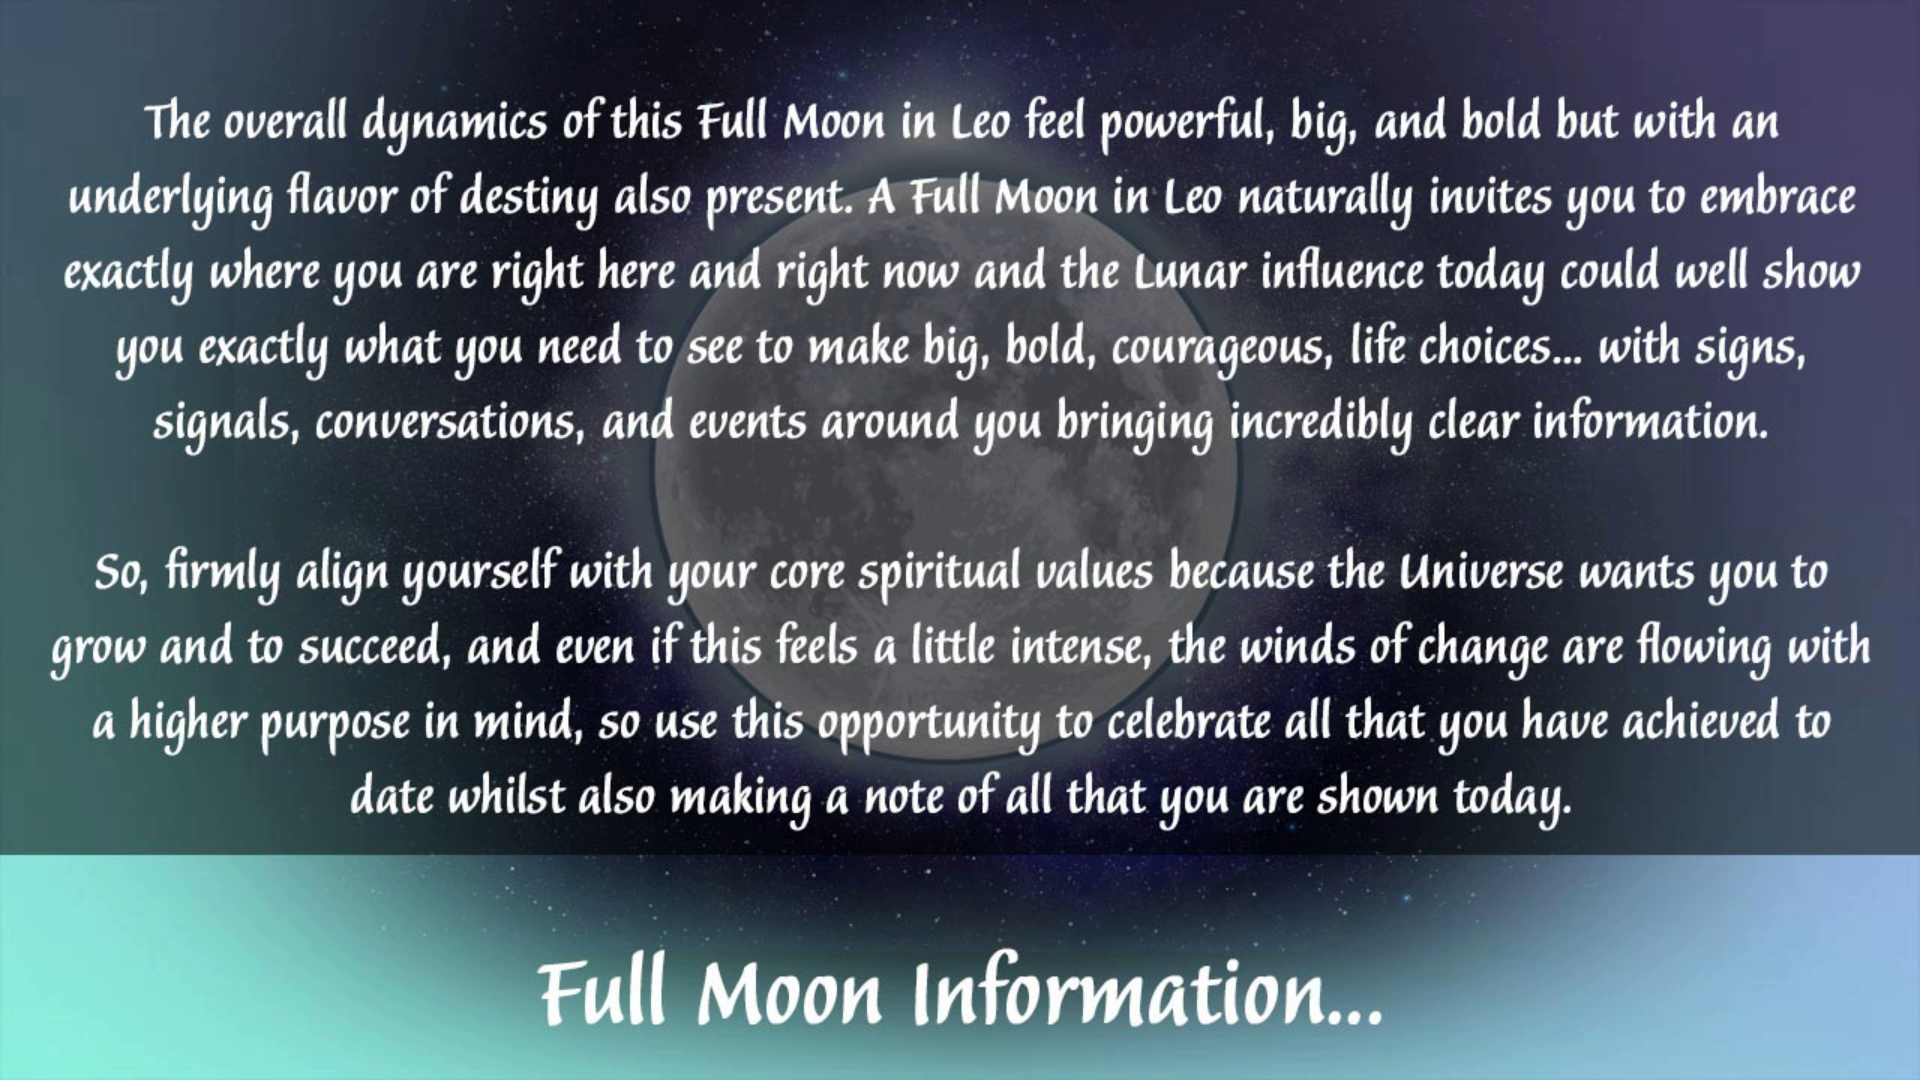 The overall dynamics of this Full Moon in Leo feel powerful, big, and bold but with an
underlying flavor of destiny also present. A Full Moon in Leo naturally invites you to embrace
exactly where you are right here and right now and the Lunar influence today could well show
you exactly what you need to see to make big, bold, courageous, life choices... with signs,
signals, conversations, and events around you bringing incredibly clear information.
So, firmly align yourself with your core spiritual values because the Universe wants you to
grow and to succeed, and even if this feels a little intense, the winds of change are flowing with
a higher purpose in mind, so use this opportunity to celebrate all that you have achieved to
date whilst also making a note of all that you are shown today.
Full Moon Information...